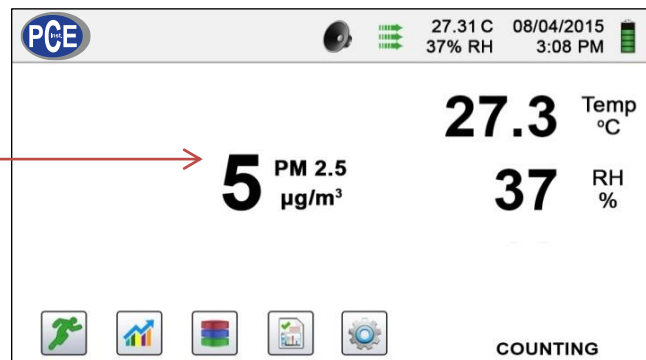 PCE
Inst.
27.31 C 08/04/2015
37% RH 3:08 PM
27.3 Temp
°C
5 PM 2.5
µg/m³
37 RH
%
COUNTING